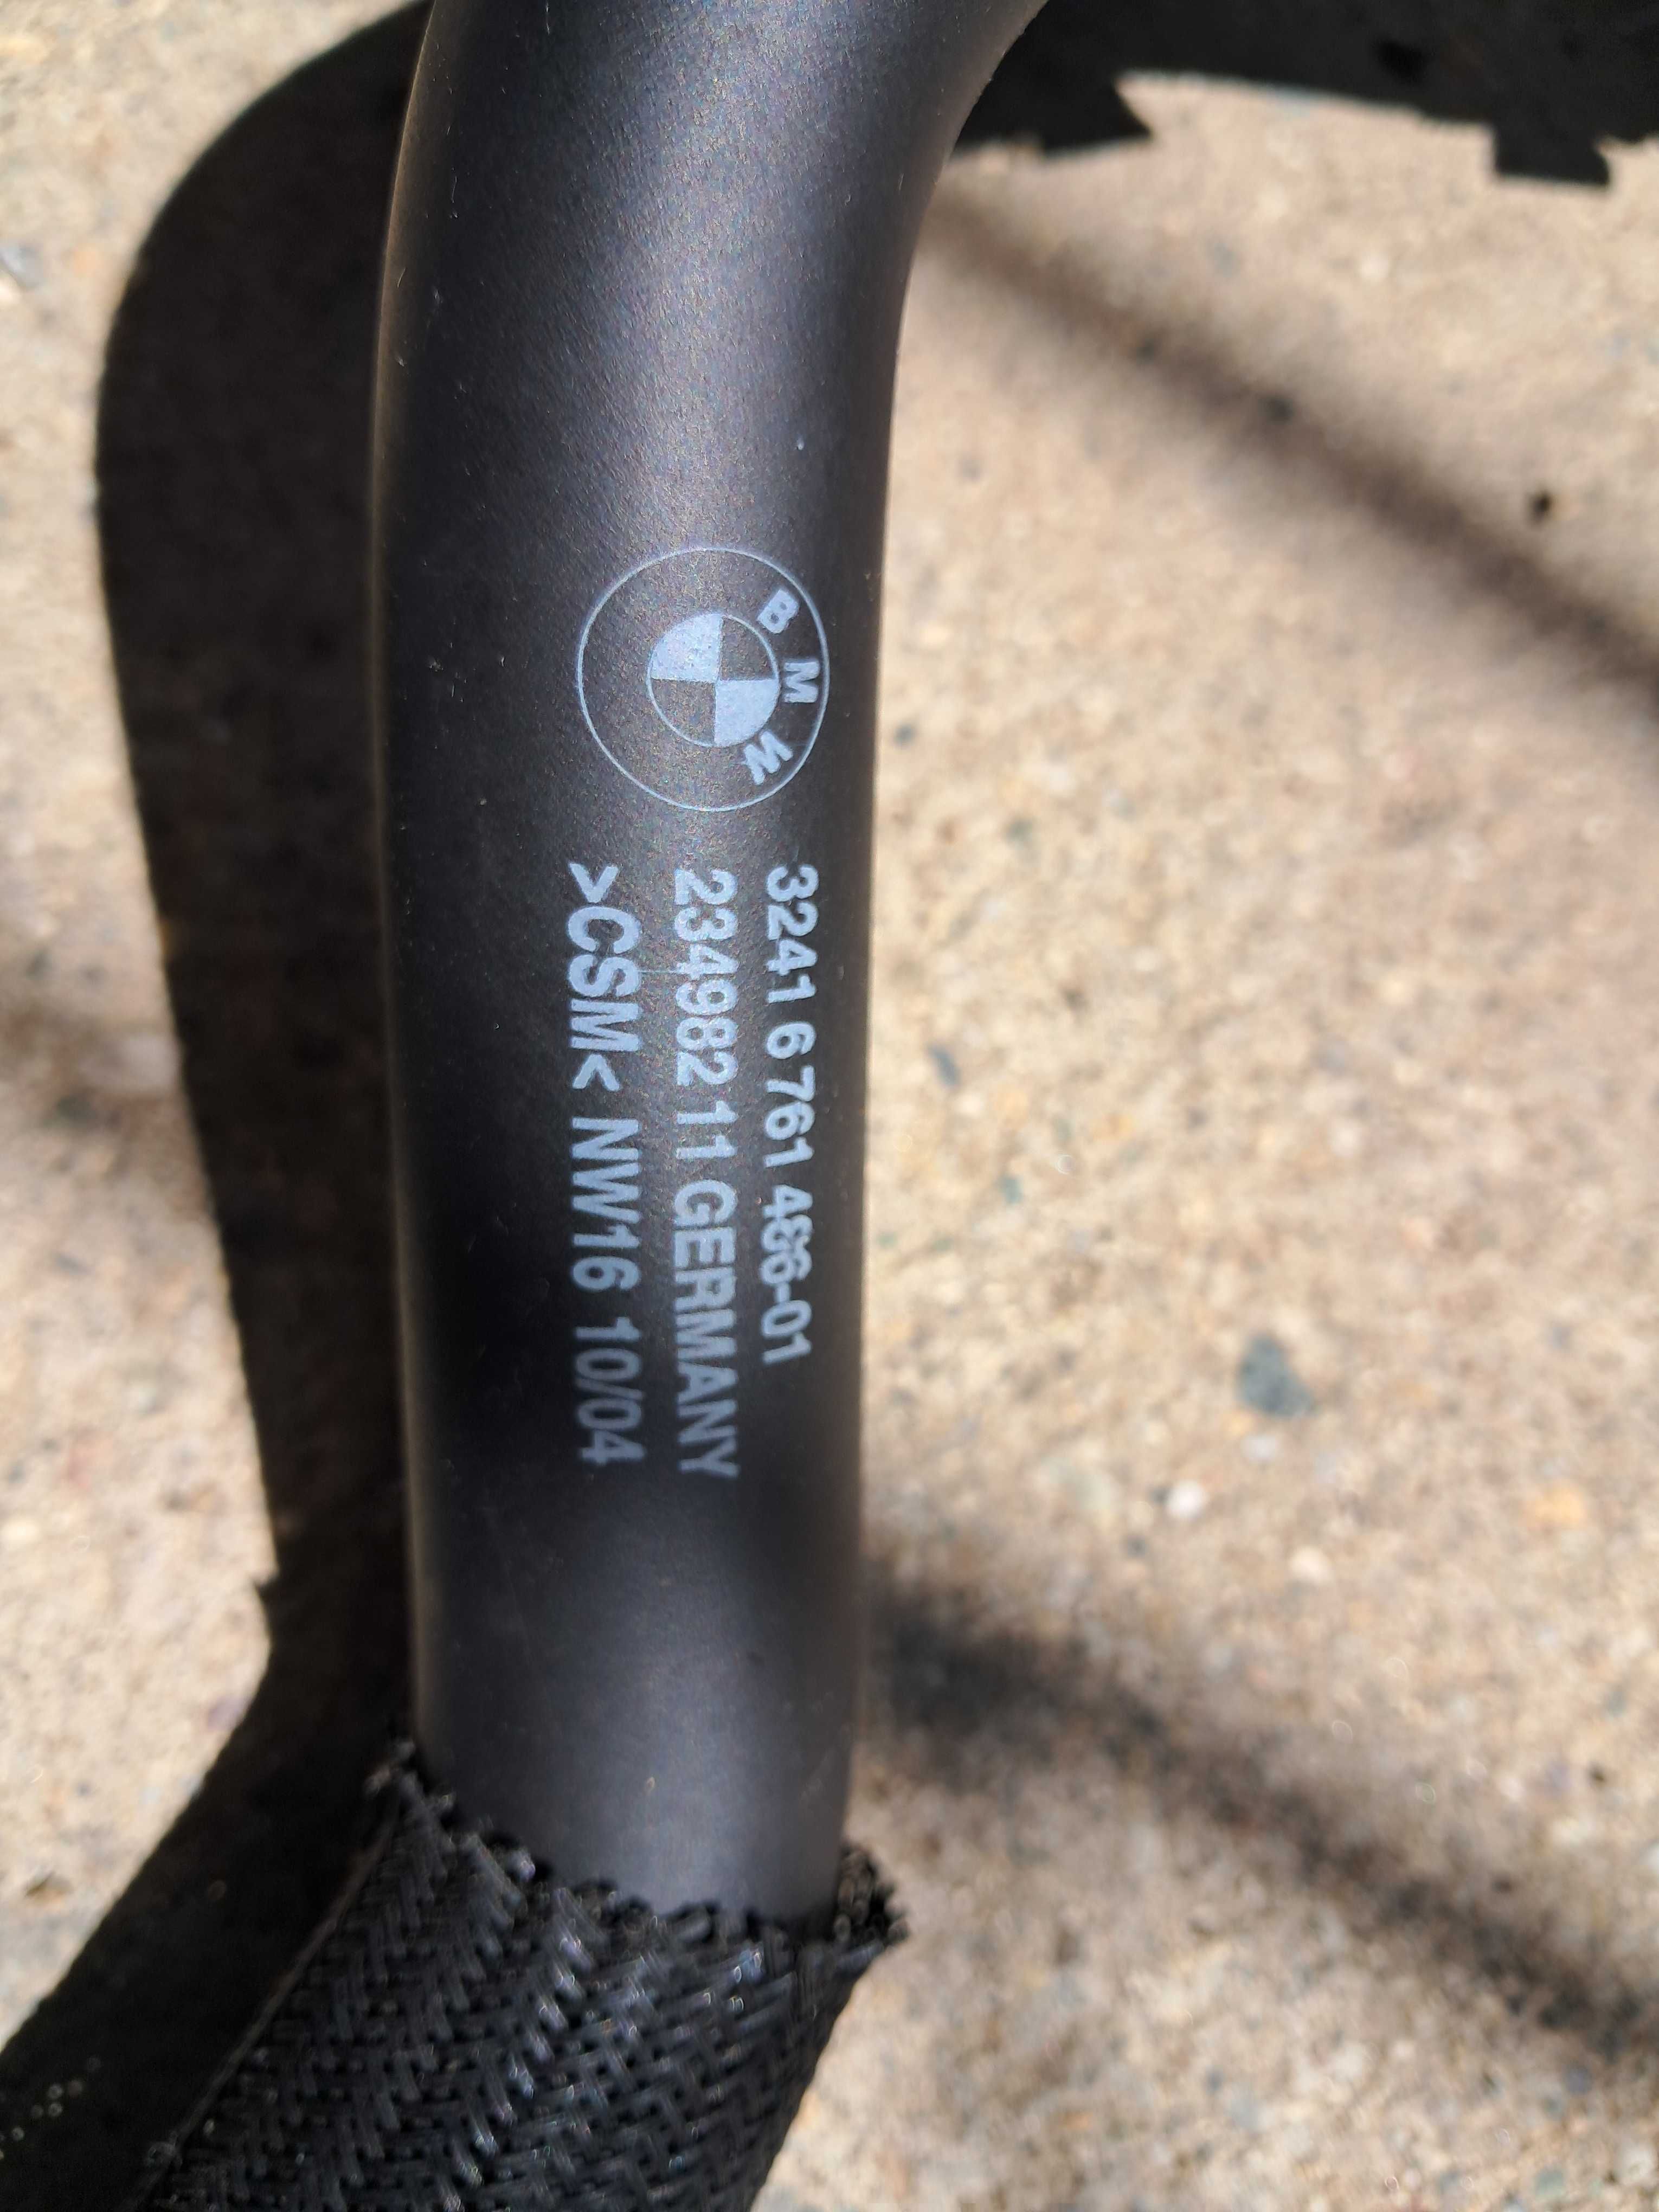 BMW
3241 6 761 486-01
234982 11 GERMANY
>CSM< NW16 10/04